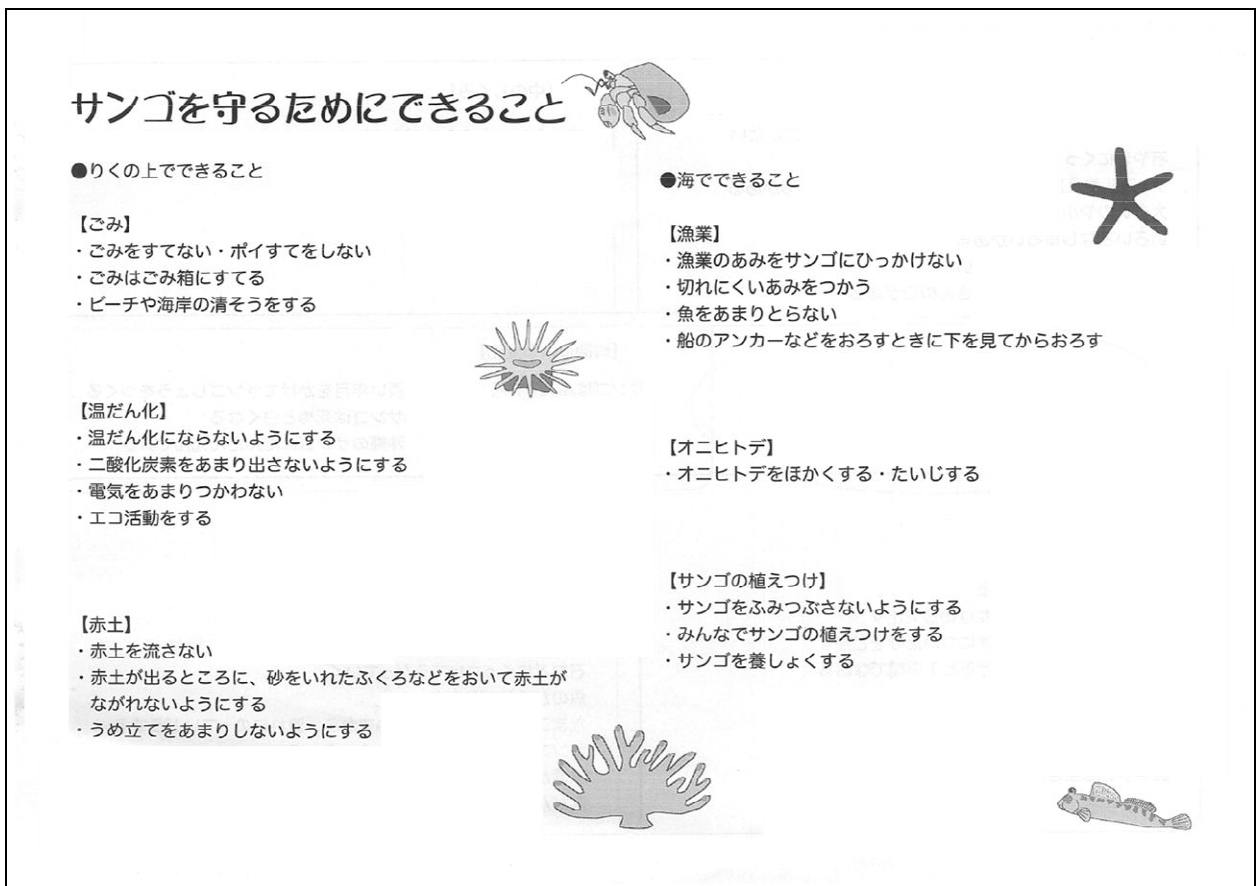 サンゴを守るためにできること
●りくの上でできること
【ごみ】
・ごみをすてない・ポイすてをしない
・ごみはごみ箱にすてる
・ビーチや海岸の清そうをする
【温だん化】
・温だん化にならないようにする
・二酸化炭素をあまり出さないようにする
・電気をあまりつかわない
・エコ活動をする
【赤土】
・赤土を流さない
・赤土が出るところに、砂をいれたふくろなどをおいて赤土が
ながれないようにする
・うめ立てをあまりしないようにする
●海でできること
【漁業】
・漁業のあみをサンゴにひっかけない
・切れにくいあみをつかう
・魚をあまりとらない
・船のアンカーなどをおろすときに下を見てからおろす
【オニヒトデ】
・オニヒトデをほかくする・たいじする
【サンゴの植えつけ】
・サンゴをふみつぶさないようにする
・みんなでサンゴの植えつけをする
・サンゴを養しょくする